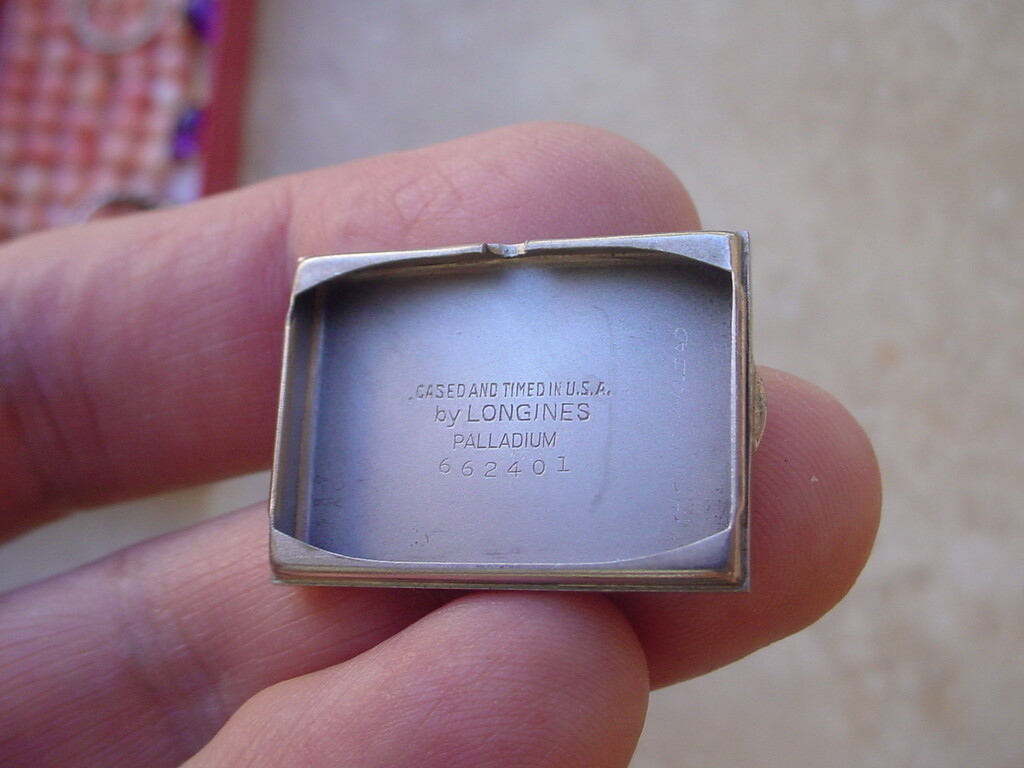 CASED AND TIMED IN U.S.A.
by LONGINES
PALLADIUM
662401